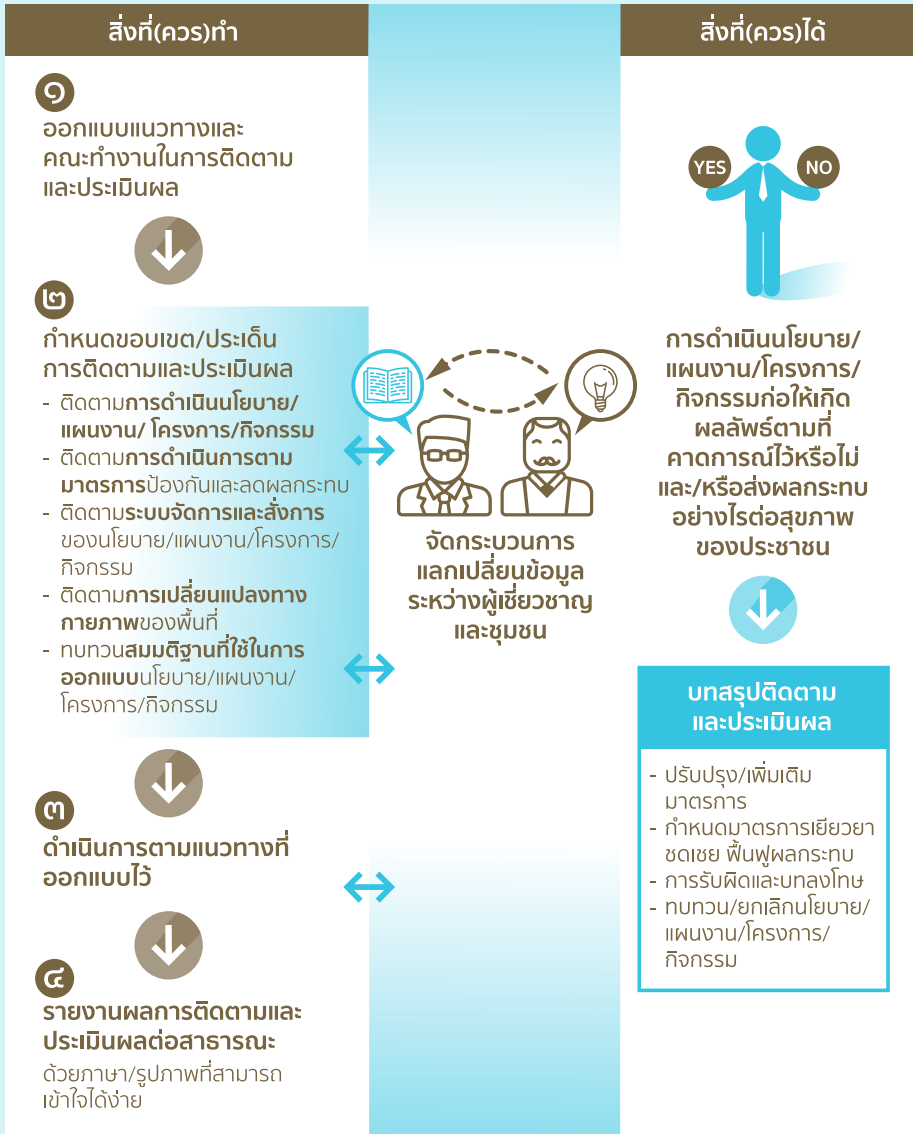 สิ่งที่(ควร)ทำ
๑
ออกแบบแนวทางและ
คณะทำงานในการติดตาม
และประเมินผล
๒
กำหนดขอบเขต/ประเด็น
การติดตามและประเมินผล
- ติดตามการดำเนินนโยบาย/
แผนงาน/ โครงการ/กิจกรรม
- ติดตามการดำเนินการตาม
มาตรการป้องกันและลดผลกระทบ
- ติดตามระบบจัดการและสั่งการ
ของนโยบาย/แผนงาน/โครงการ/
กิจกรรม
- ติดตามการเปลี่ยนแปลงทาง
กายภาพของพื้นที่
- ทบทวนสมมติฐานที่ใช้ในการ
ออกแบบนโยบาย/แผนงาน/
โครงการ/กิจกรรม
๓
ดำเนินการตามแนวทางที่
ออกแบบไว้
๔
รายงานผลการติดตามและ
ประเมินผลต่อสาธารณะ
ด้วยภาษา/รูปภาพที่สามารถ
เข้าใจได้ง่าย
จัดกระบวนการ
แลกเปลี่ยนข้อมูล
ระหว่างผู้เชี่ยวชาญ
และชุมชน
สิ่งที่(ควร)ได้
YES NO
การดำเนินนโยบาย/
แผนงาน/โครงการ/
กิจกรรมก่อให้เกิด
ผลลัพธ์ตามที่
คาดการณ์ไว้หรือไม่
และ/หรือส่งผลกระทบ
อย่างไรต่อสุขภาพ
ของประชาชน
บทสรุปติดตาม
และประเมินผล
- ปรับปรุง/เพิ่มเติม
มาตรการ
- กำหนดมาตรการเยียวยา
ชดเชย ฟื้นฟูผลกระทบ
- การรับผิดและบทลงโทษ
- ทบทวน/ยกเลิกนโยบาย/
แผนงาน/โครงการ/
กิจกรรม